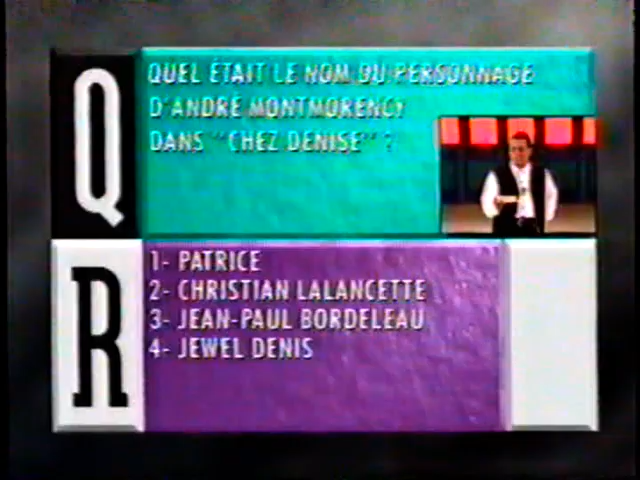 Q
QUEL ÉTAIT LE NOM DU PERSONNAGE
D'ANDRÉ MONTMORENCY
DANS "CHEZ DENISE" ?
R
1- PATRICE
2- CHRISTIAN LALANCETTE
3- JEAN-PAUL BORDELEAU
4- JEWEL DENIS